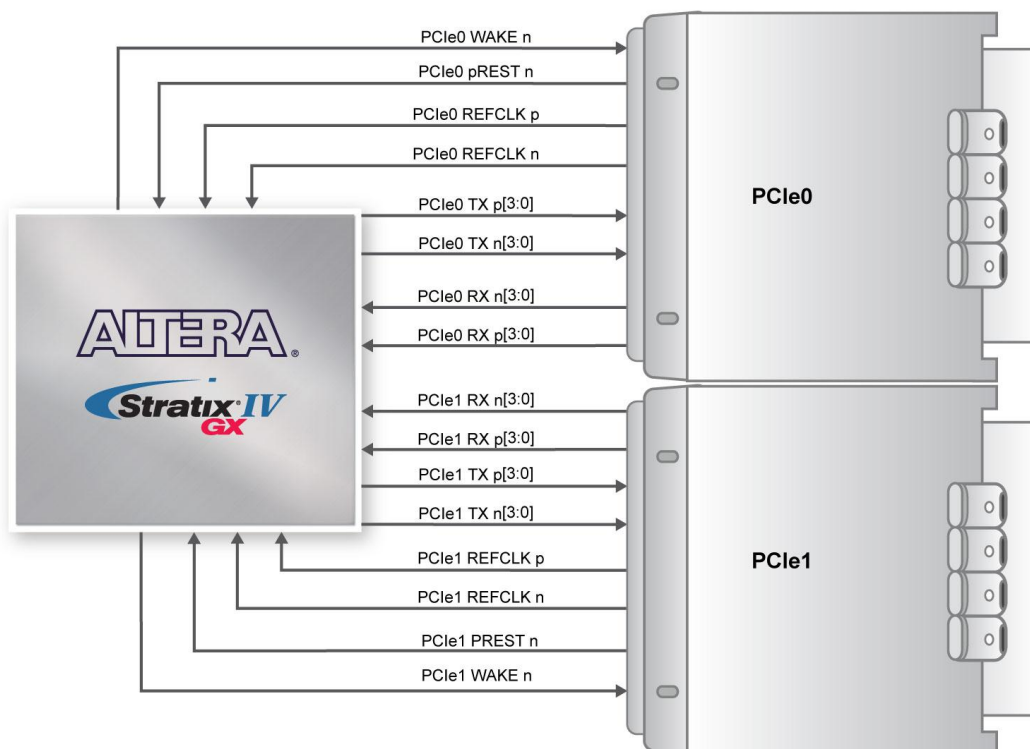 PCIe0 WAKE n
PCIe0 pREST n
PCIe0 REFCLK p
PCIe0 REFCLK n
PCIe0 TX p[3:0]
PCIe0 TX n[3:0]
PCIe0 RX n[3:0]
PCIe0 RX p[3:0]
PCIe0
ALTERA®
Stratix® IV
GX
PCIe1 RX n[3:0]
PCIe1 RX p[3:0]
PCIe1 TX p[3:0]
PCIe1 TX n[3:0]
PCIe1 REFCLK p
PCIe1 REFCLK n
PCIe1 PREST n
PCIe1 WAKE n
PCIe1